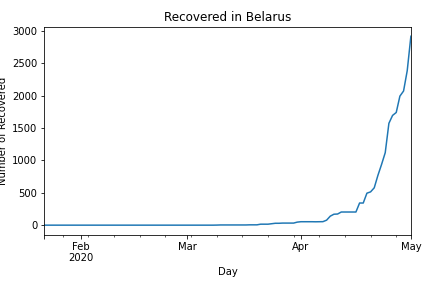 Recovered in Belarus
Number of Recovered
3000
2500
2000
1500
1000
500
0
Feb
2020
Mar
Apr
May
Day